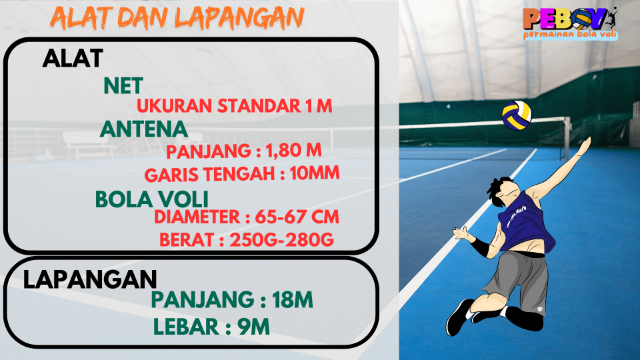 ALAT DAN LAPANGAN
PEBOV
permainan bola voli
ALAT
NET
UKURAN STANDAR 1 M
ANTENA
PANJANG : 1,80 M
GARIS TENGAH : 10MM
BOLA VOLI
DIAMETER : 65-67 CM
BERAT : 250G-280G
LAPANGAN
PANJANG : 18M
LEBAR : 9M